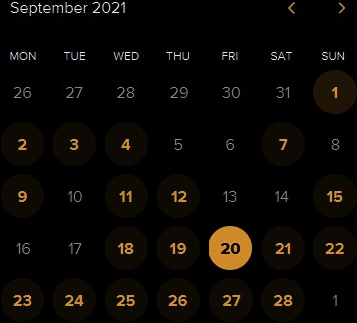 September 2021
MON TUE WED THU FRI SAT SUN
26 27 28 29 30 31 1
2 3 4 5 6 7 8
9 10 11 12 13 14 15
16 17 18 19 20 21 22
23 24 25 26 27 28 1